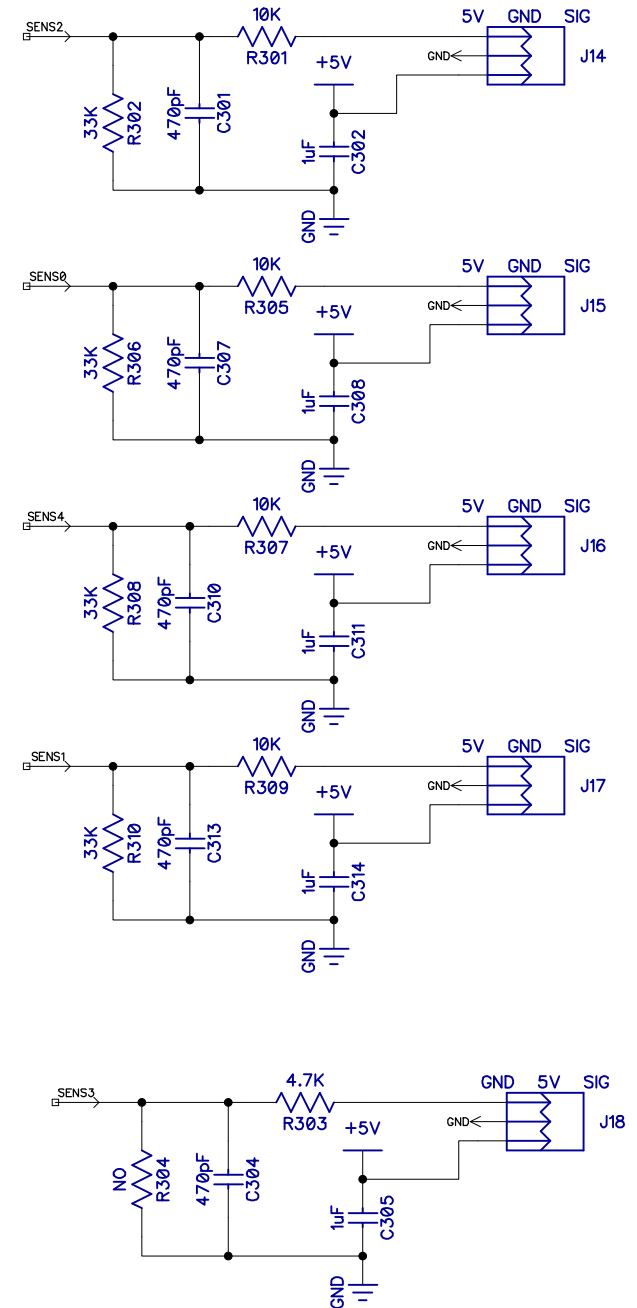 SENS2
10K
R301
5V GND SIG
J14
GND
+5V
33K
R302
470pF
C301
1uF
C302
GND
SENS0
10K
R305
5V GND SIG
J15
GND
+5V
33K
R306
470pF
C307
1uF
C308
GND
SENS4
10K
R307
5V GND SIG
J16
GND
+5V
33K
R308
470pF
C310
1uF
C311
GND
SENS1
10K
R309
5V GND SIG
J17
GND
+5V
33K
R310
470pF
C313
1uF
C314
GND
SENS3
4.7K
R303
GND 5V SIG
J18
GND
+5V
NO
R304
470pF
C304
1uF
C305
GND